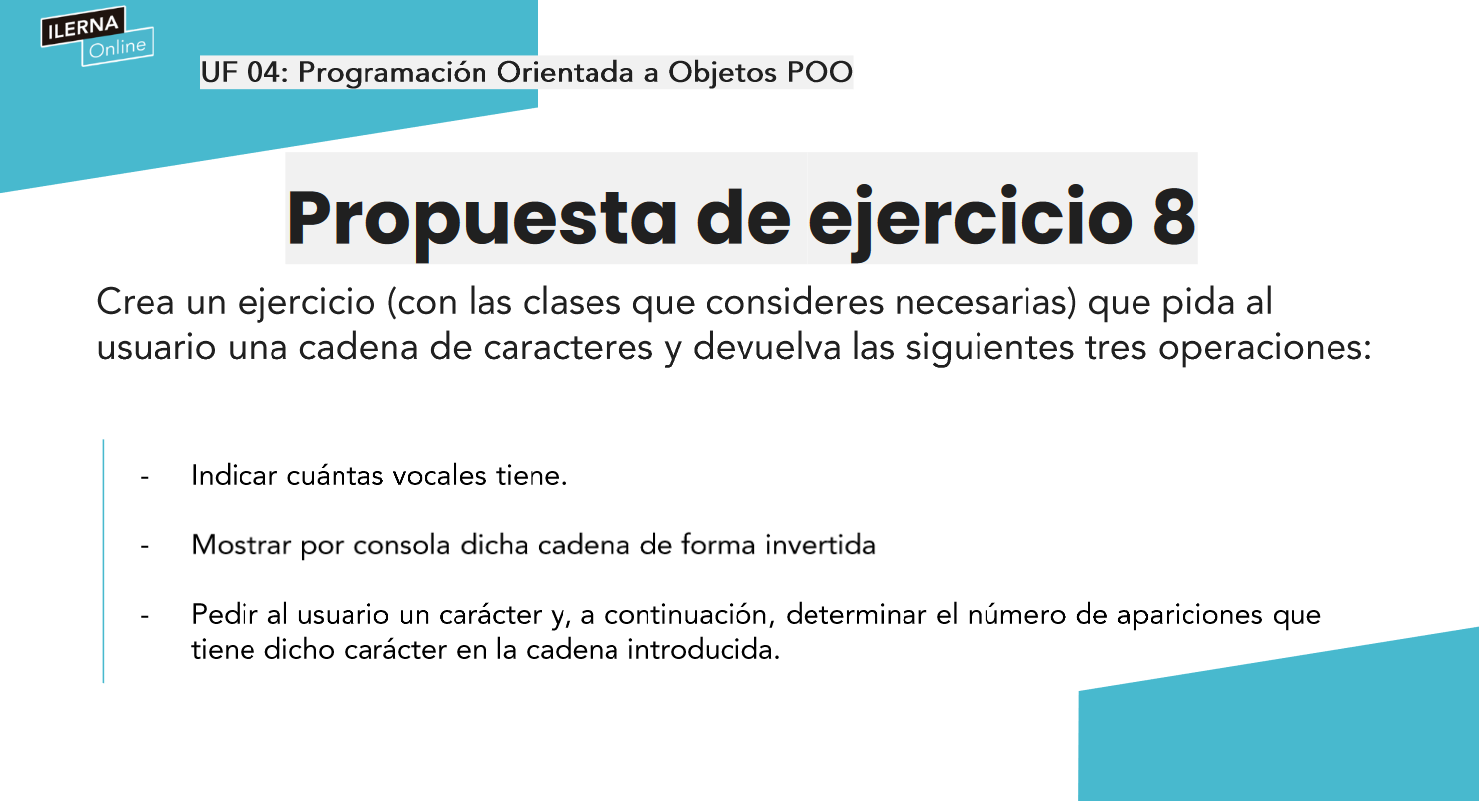 ILERNA
Online
UF 04: Programación Orientada a Objetos POO
Propuesta de ejercicio 8
Crea un ejercicio (con las clases que consideres necesarias) que pida al
usuario una cadena de caracteres y devuelva las siguientes tres operaciones:
- Indicar cuántas vocales tiene.
- Mostrar por consola dicha cadena de forma invertida
- Pedir al usuario un carácter y, a continuación, determinar el número de apariciones que
tiene dicho carácter en la cadena introducida.